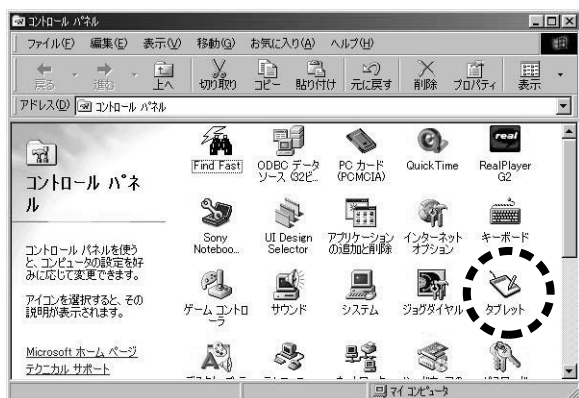 コントロール パネル
ファイル(F) 編集(E) 表示(V) 移動(G) お気に入り(A) ヘルプ(H)
戻る 進む 上へ 切り取り コピー 貼り付け 元に戻す 削除 プロパティ 表示
アドレス(D) コントロール パネル
コントロール パネ
ル
コントロール パネルを使う
と、コンピュータの設定を好
みに応じて変更できます。
アイコンを選択すると、その
説明が表示されます。
Microsoft ホーム ページ
テクニカル サポート
Find Fast
ODBC データ
ソース (32ビ...
PC カード
(PCMCIA)
QuickTime
real
RealPlayer
G2
Sony
Noteboo...
UI Design
Selector
アプリケーション
の追加と削除
インターネット
オプション
キーボード
ゲーム コントロ
ーラ
サウンド
システム
ジョグダイヤル
タブレット
マイ コンピュータ